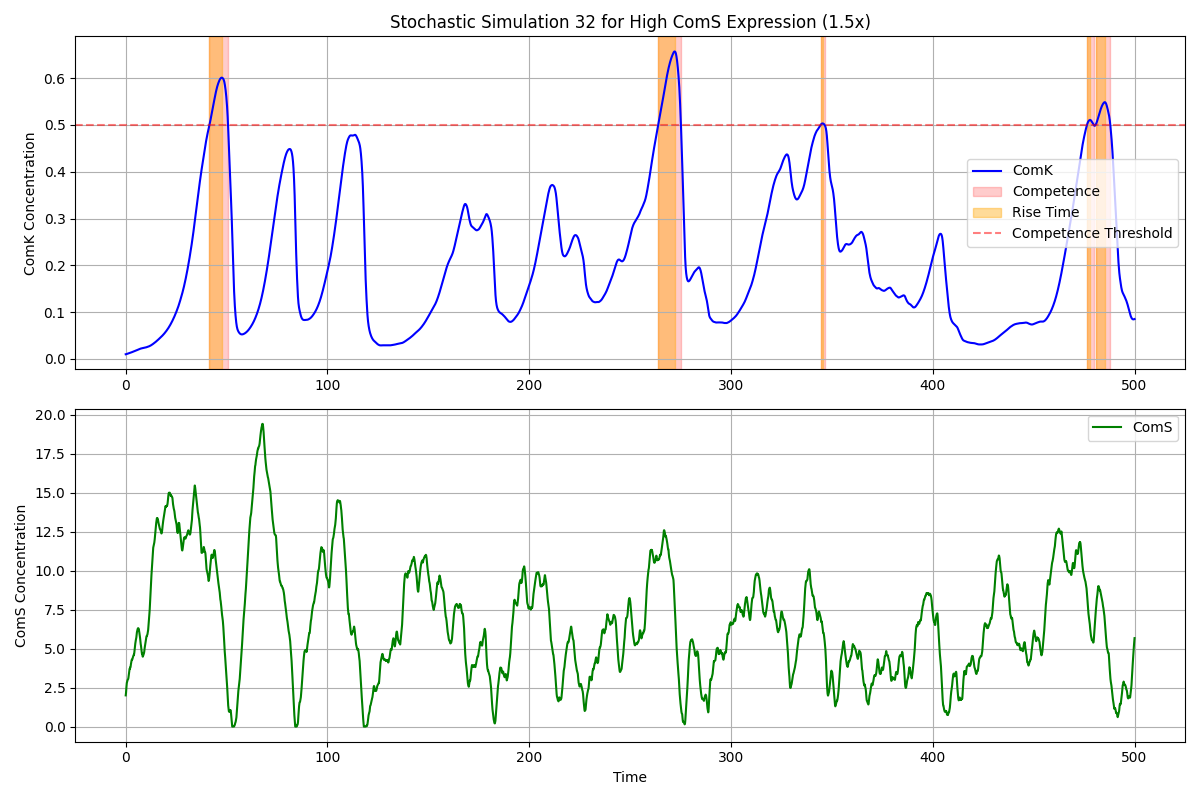 Stochastic Simulation 32 for High ComS Expression (1.5x)
ComK Concentration
0.6
0.5
0.4
0.3
0.2
0.1
0.0
ComK
Competence
Rise Time
Competence Threshold
0 100 200 300 400 500
ComS Concentration
20.0
17.5
15.0
12.5
10.0
7.5
5.0
2.5
0.0
ComS
0 100 200 300 400 500
Time